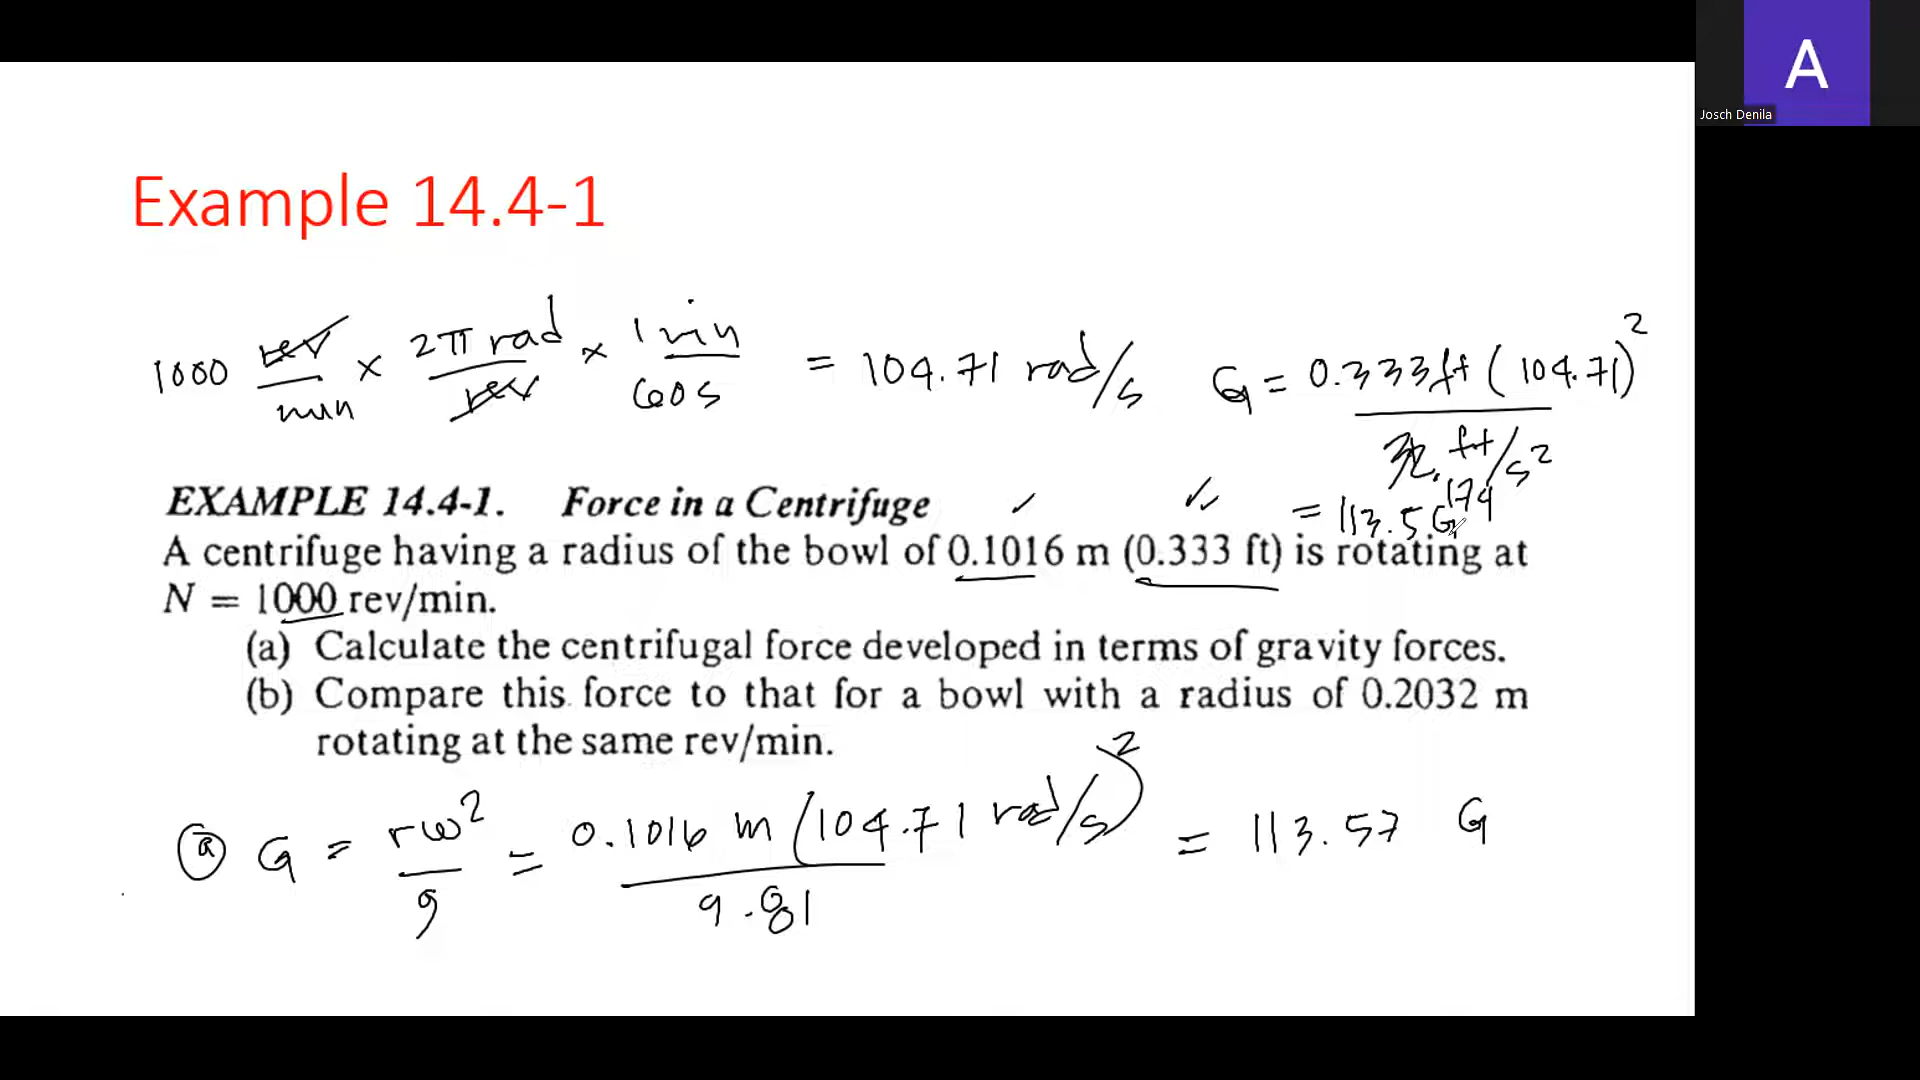 A
Josch Denila
Example 14.4-1
1000 rev/min × 2π rad/rev × 1 min/60 s = 104.71 rad/s
G = 0.333 ft (104.71)²/32.174 ft/s²
= 113.5 G
EXAMPLE 14.4-1. Force in a Centrifuge
A centrifuge having a radius of the bowl of 0.1016 m (0.333 ft) is rotating at
N = 1000 rev/min.
(a) Calculate the centrifugal force developed in terms of gravity forces.
(b) Compare this force to that for a bowl with a radius of 0.2032 m
rotating at the same rev/min.
ⓐ G = rω²/g = 0.1016 m (104.71 rad/s)²/9.81 = 113.57 G